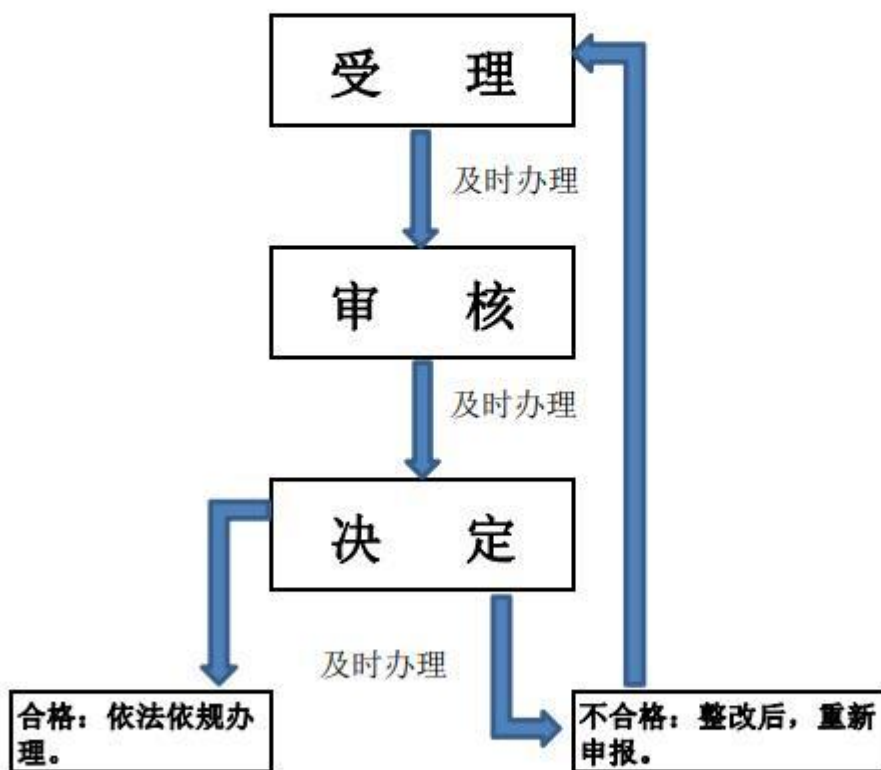 受 理
及时办理
审 核
及时办理
决 定
及时办理
合格：依法依规办
理。
不合格：整改后，重新
申报。